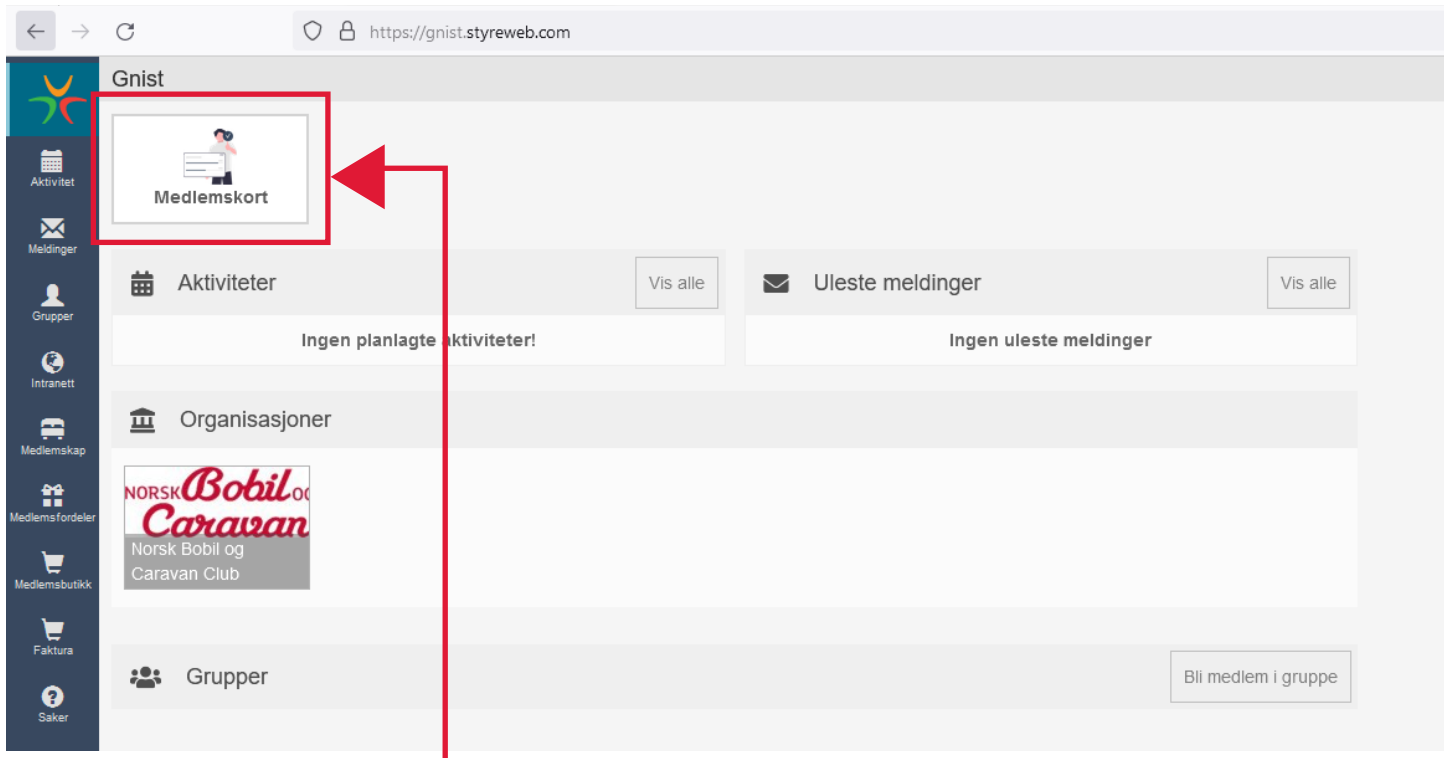 https://gnist.styreweb.com
Gnist
Medlemskort
Aktivitet
Meldinger
Grupper
Intranett
Medlemskap
Medlemsfordeler
Medlemsbutikk
Faktura
Saker
Aktiviteter
Vis alle
Ingen planlagte aktiviteter!
Uleste meldinger
Vis alle
Ingen uleste meldinger
Organisasjoner
NORSK Bobil OG
Caravan
Norsk Bobil og
Caravan Club
Grupper
Bli medlem i gruppe